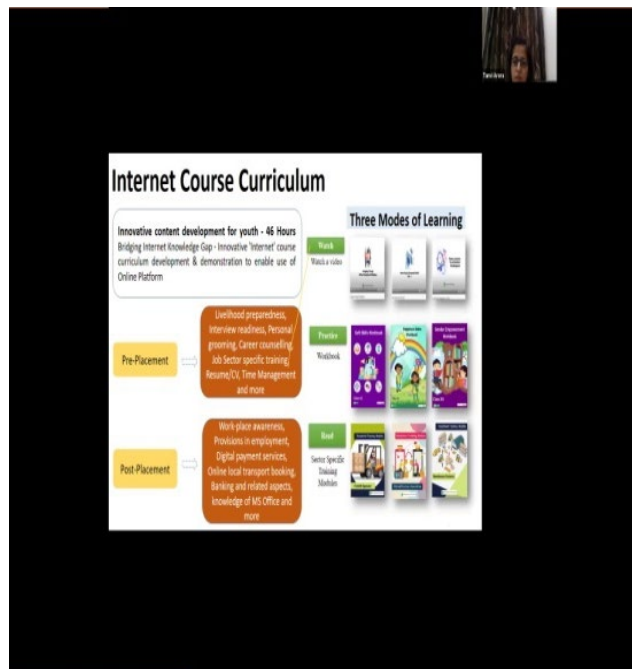 Internet Course Curriculum
Innovative content development for youth - 46 Hours
Bridging Internet Knowledge Gap - Innovative 'Internet' course
curriculum development & demonstration to enable use of
Online Platform
Pre-Placement
Livelihood preparedness,
Interview readiness, Personal
grooming, Career counselling,
Job Sector specific training,
Resume/CV, Time Management
and more
Post-Placement
Work-place awareness,
Provisions in employment,
Digital payment services,
Online local transport booking,
Banking and related aspects,
knowledge of MS Office and
more
Three Modes of Learning
Watch
Watch a video
Practice
Workbook
Read
Sector Specific
Training
Modules